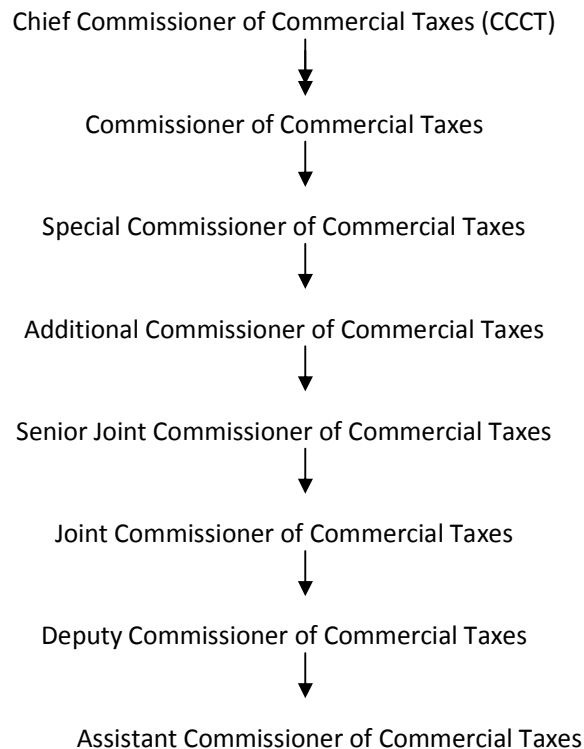 Chief Commissioner of Commercial Taxes (CCCT)
Commissioner of Commercial Taxes
Special Commissioner of Commercial Taxes
Additional Commissioner of Commercial Taxes
Senior Joint Commissioner of Commercial Taxes
Joint Commissioner of Commercial Taxes
Deputy Commissioner of Commercial Taxes
Assistant Commissioner of Commercial Taxes